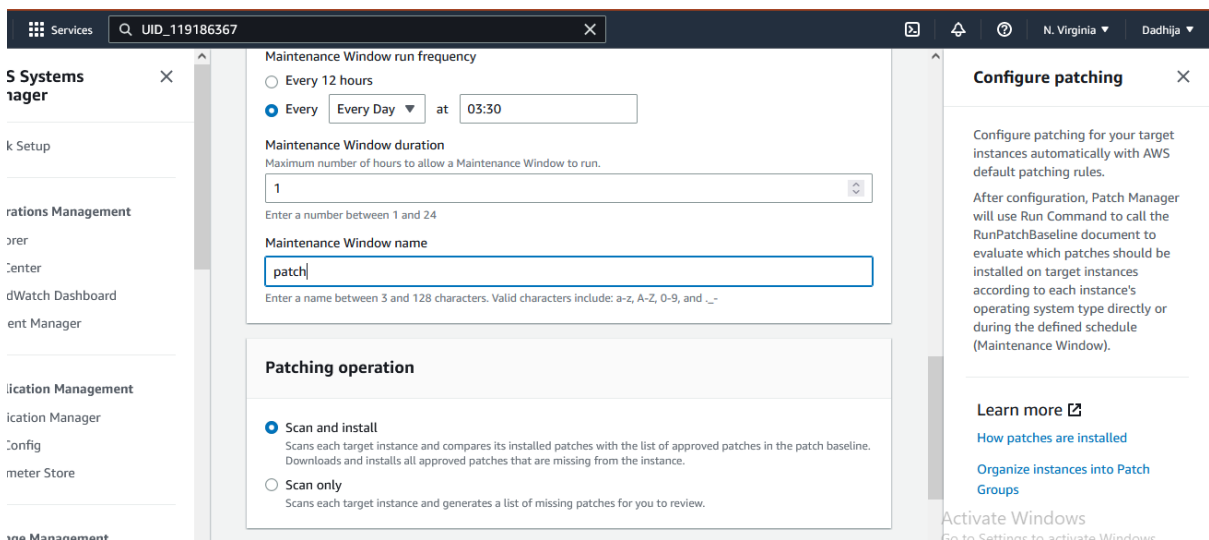 Services
UID_119186367
N. Virginia
Dadhija
S Systems
nager
k Setup
rations Management
orer
Center
dWatch Dashboard
ent Manager
lication Management
ication Manager
Config
meter Store
nge Management
Maintenance Window run frequency
Every 12 hours
Every Every Day at 03:30
Maintenance Window duration
Maximum number of hours to allow a Maintenance Window to run.
1
Enter a number between 1 and 24
Maintenance Window name
patch
Enter a name between 3 and 128 characters. Valid characters include: a-z, A-Z, 0-9, and ._-
Patching operation
Scan and install
Scans each target instance and compares its installed patches with the list of approved patches in the patch baseline.
Downloads and installs all approved patches that are missing from the instance.
Scan only
Scans each target instance and generates a list of missing patches for you to review.
Configure patching
Configure patching for your target
instances automatically with AWS
default patching rules.
After configuration, Patch Manager
will use Run Command to call the
RunPatchBaseline document to
evaluate which patches should be
installed on target instances
according to each instance's
operating system type directly or
during the defined schedule
(Maintenance Window).
Learn more
How patches are installed
Organize instances into Patch
Groups
Activate Windows
Go to Settings to activate Windows.